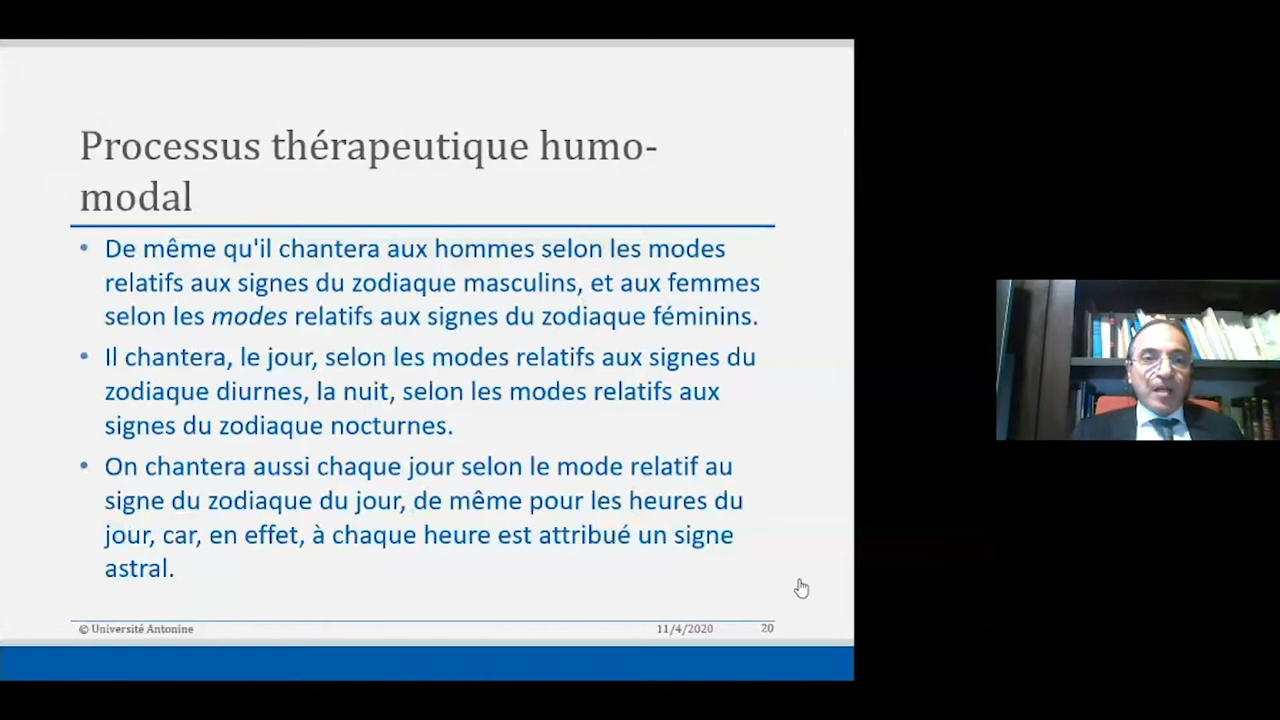 Processus thérapeutique humo-
modal
• De même qu'il chantera aux hommes selon les modes
relatifs aux signes du zodiaque masculins, et aux femmes
selon les modes relatifs aux signes du zodiaque féminins.
• Il chantera, le jour, selon les modes relatifs aux signes du
zodiaque diurnes, la nuit, selon les modes relatifs aux
signes du zodiaque nocturnes.
• On chantera aussi chaque jour selon le mode relatif au
signe du zodiaque du jour, de même pour les heures du
jour, car, en effet, à chaque heure est attribué un signe
astral.
© Université Antonine 11/4/2020 20